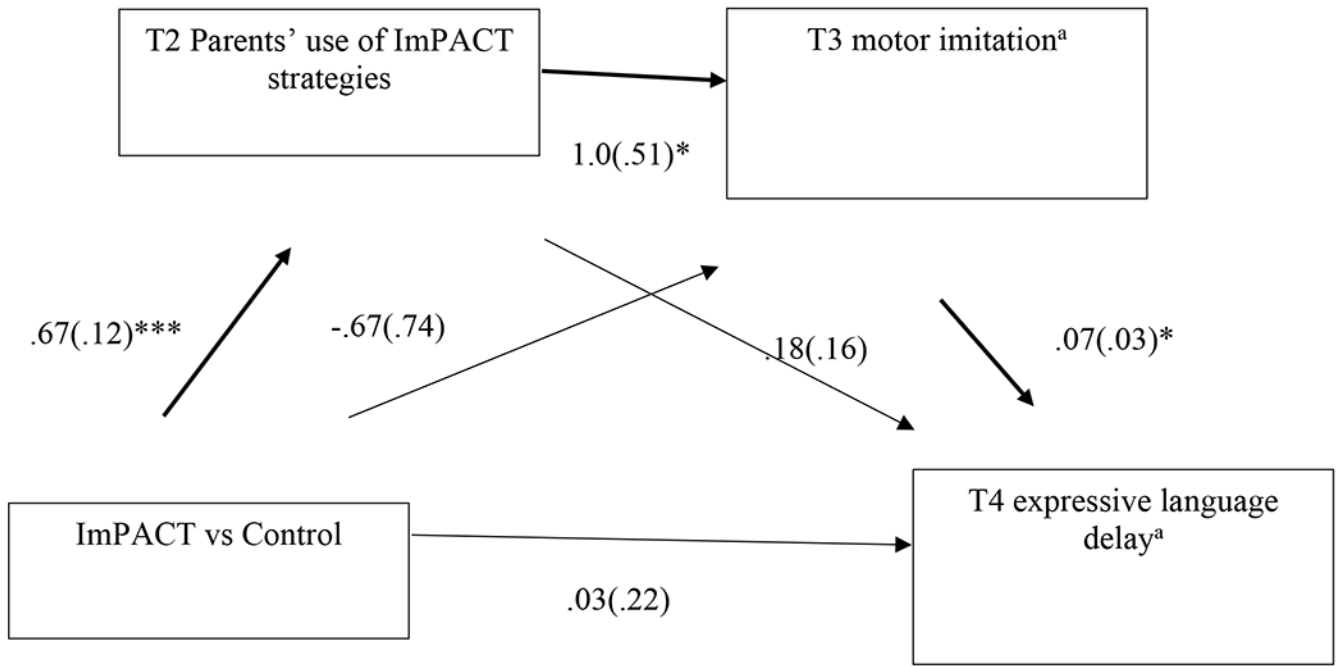 T2 Parents’ use of ImPACT
strategies
T3 motor imitationᵃ
1.0(.51)*
.67(.12)***
-.67(.74)
.18(.16)
.07(.03)*
ImPACT vs Control
T4 expressive language
delayᵃ
.03(.22)